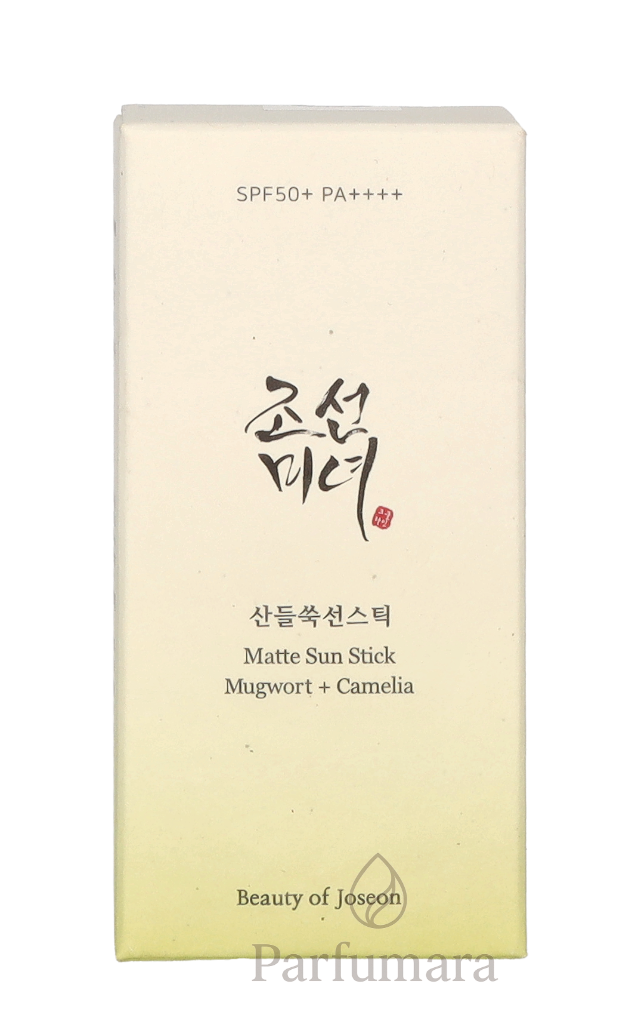 SPF50+ PA++++
조선
미녀
산들쑥선스틱
Matte Sun Stick
Mugwort + Camelia
Beauty of Joseon
Parfumara